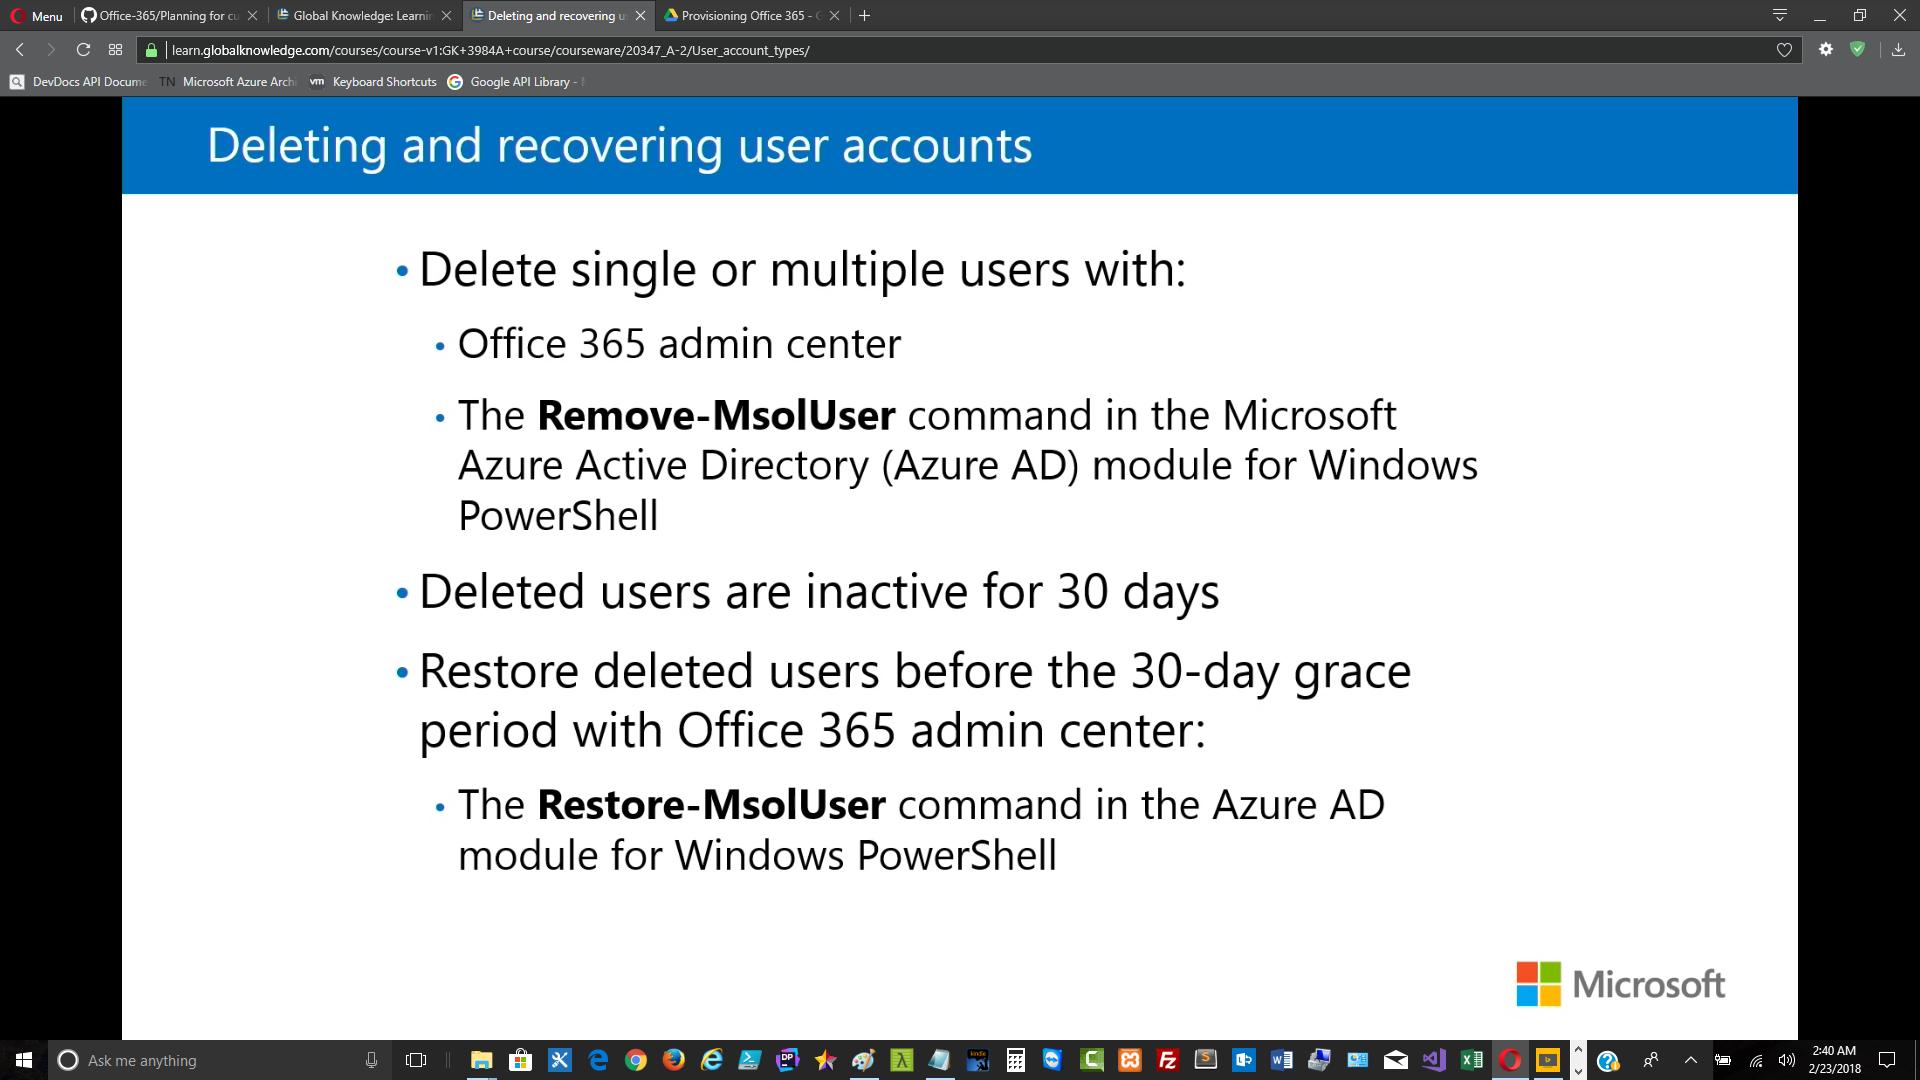 Menu
Office-365/Planning for cu
Global Knowledge: Learnin
Deleting and recovering u
Provisioning Office 365 - G
learn.globalknowledge.com/courses/course-v1:GK+3984A+course/courseware/20347_A-2/User_account_types/
DevDocs API Docume
TN Microsoft Azure Archi
vm Keyboard Shortcuts
Google API Library -
Deleting and recovering user accounts
• Delete single or multiple users with:
• Office 365 admin center
• The Remove-MsolUser command in the Microsoft
Azure Active Directory (Azure AD) module for Windows
PowerShell
• Deleted users are inactive for 30 days
• Restore deleted users before the 30-day grace
period with Office 365 admin center:
• The Restore-MsolUser command in the Azure AD
module for Windows PowerShell
Microsoft
Ask me anything
2:40 AM
2/23/2018